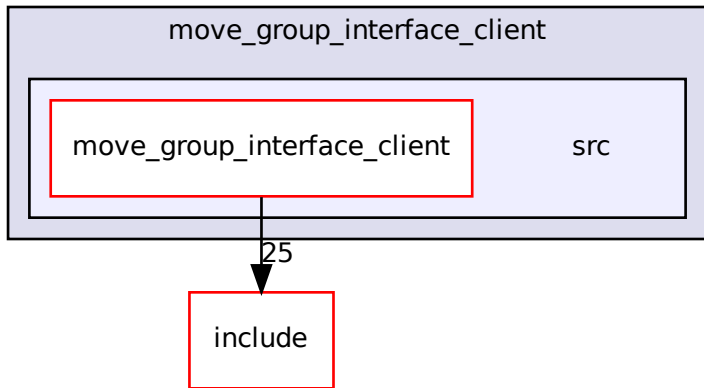 move_group_interface_client
move_group_interface_client
src
25
include